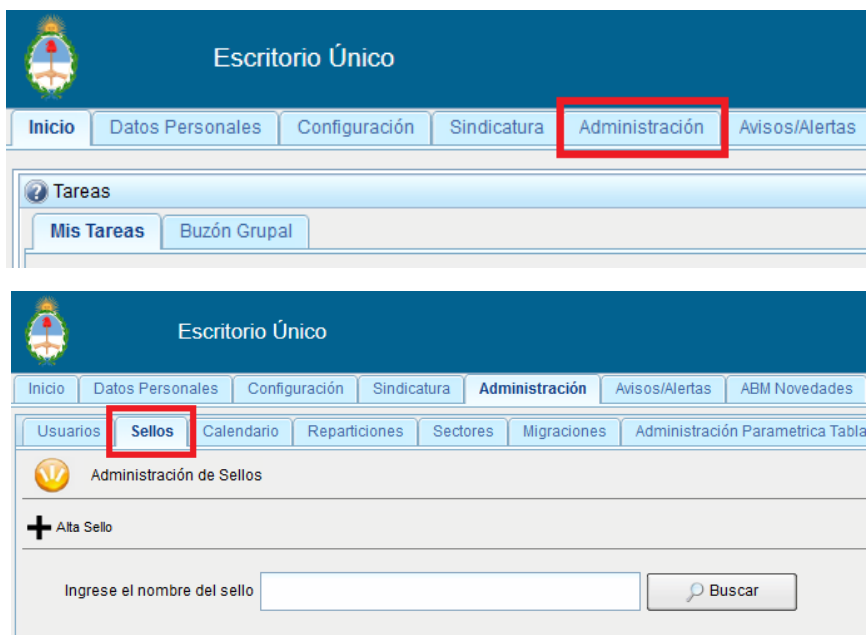 Escritorio Único
Inicio Datos Personales Configuración Sindicatura Administración Avisos/Alertas
Tareas
Mis Tareas Buzón Grupal
Escritorio Único
Inicio Datos Personales Configuración Sindicatura Administración Avisos/Alertas ABM Novedades
Usuarios Sellos Calendario Reparticiones Sectores Migraciones Administración Parametrica Tabla
Administración de Sellos
Alta Sello
Ingrese el nombre del sello Buscar